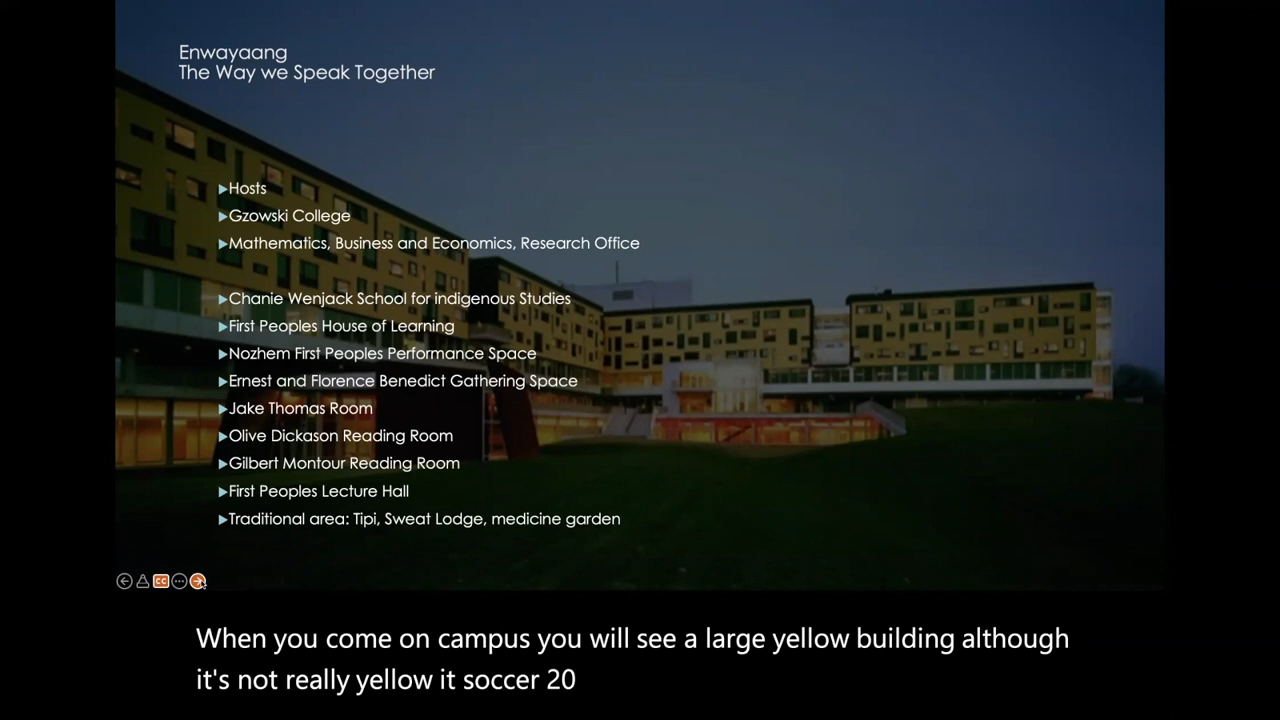 Enwayaang
The Way we Speak Together
Hosts
Gzowski College
Mathematics, Business and Economics, Research Office
Chanie Wenjack School for indigenous Studies
First Peoples House of Learning
Nozhem First Peoples Performance Space
Ernest and Florence Benedict Gathering Space
Jake Thomas Room
Olive Dickason Reading Room
Gilbert Montour Reading Room
First Peoples Lecture Hall
Traditional area: Tipi, Sweat Lodge, medicine garden
CC
When you come on campus you will see a large yellow building although
it's not really yellow it soccer 20